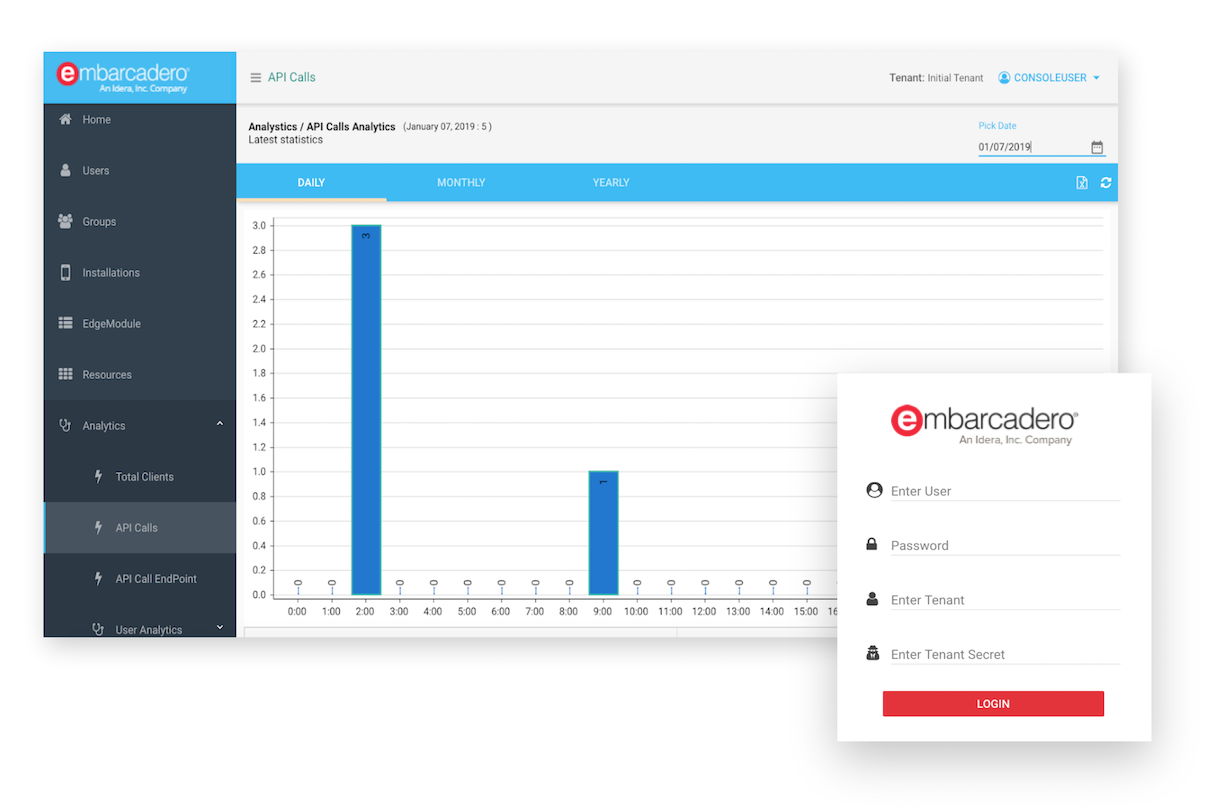 embarcadero®
An Idera, Inc. Company
API Calls
Tenant: Initial Tenant
CONSOLEUSER
Home
Users
Groups
Installations
EdgeModule
Resources
Analytics
Total Clients
API Calls
API Call EndPoint
User Analytics
Analystics / API Calls Analytics (January 07, 2019 : 5 )
Latest statistics
Pick Date
01/07/2019
DAILY MONTHLY YEARLY
3.0
2.8
2.6
2.4
2.2
2.0
1.8
1.6
1.4
1.2
1.0
0.8
0.6
0.4
0.2
0.0
0 0 3 0 0 0 0 0 0 1 0 0 0 0 0 0
0:00 1:00 2:00 3:00 4:00 5:00 6:00 7:00 8:00 9:00 10:00 11:00 12:00 13:00 14:00 15:00 16
embarcadero®
An Idera, Inc. Company
Enter User
Password
Enter Tenant
Enter Tenant Secret
LOGIN